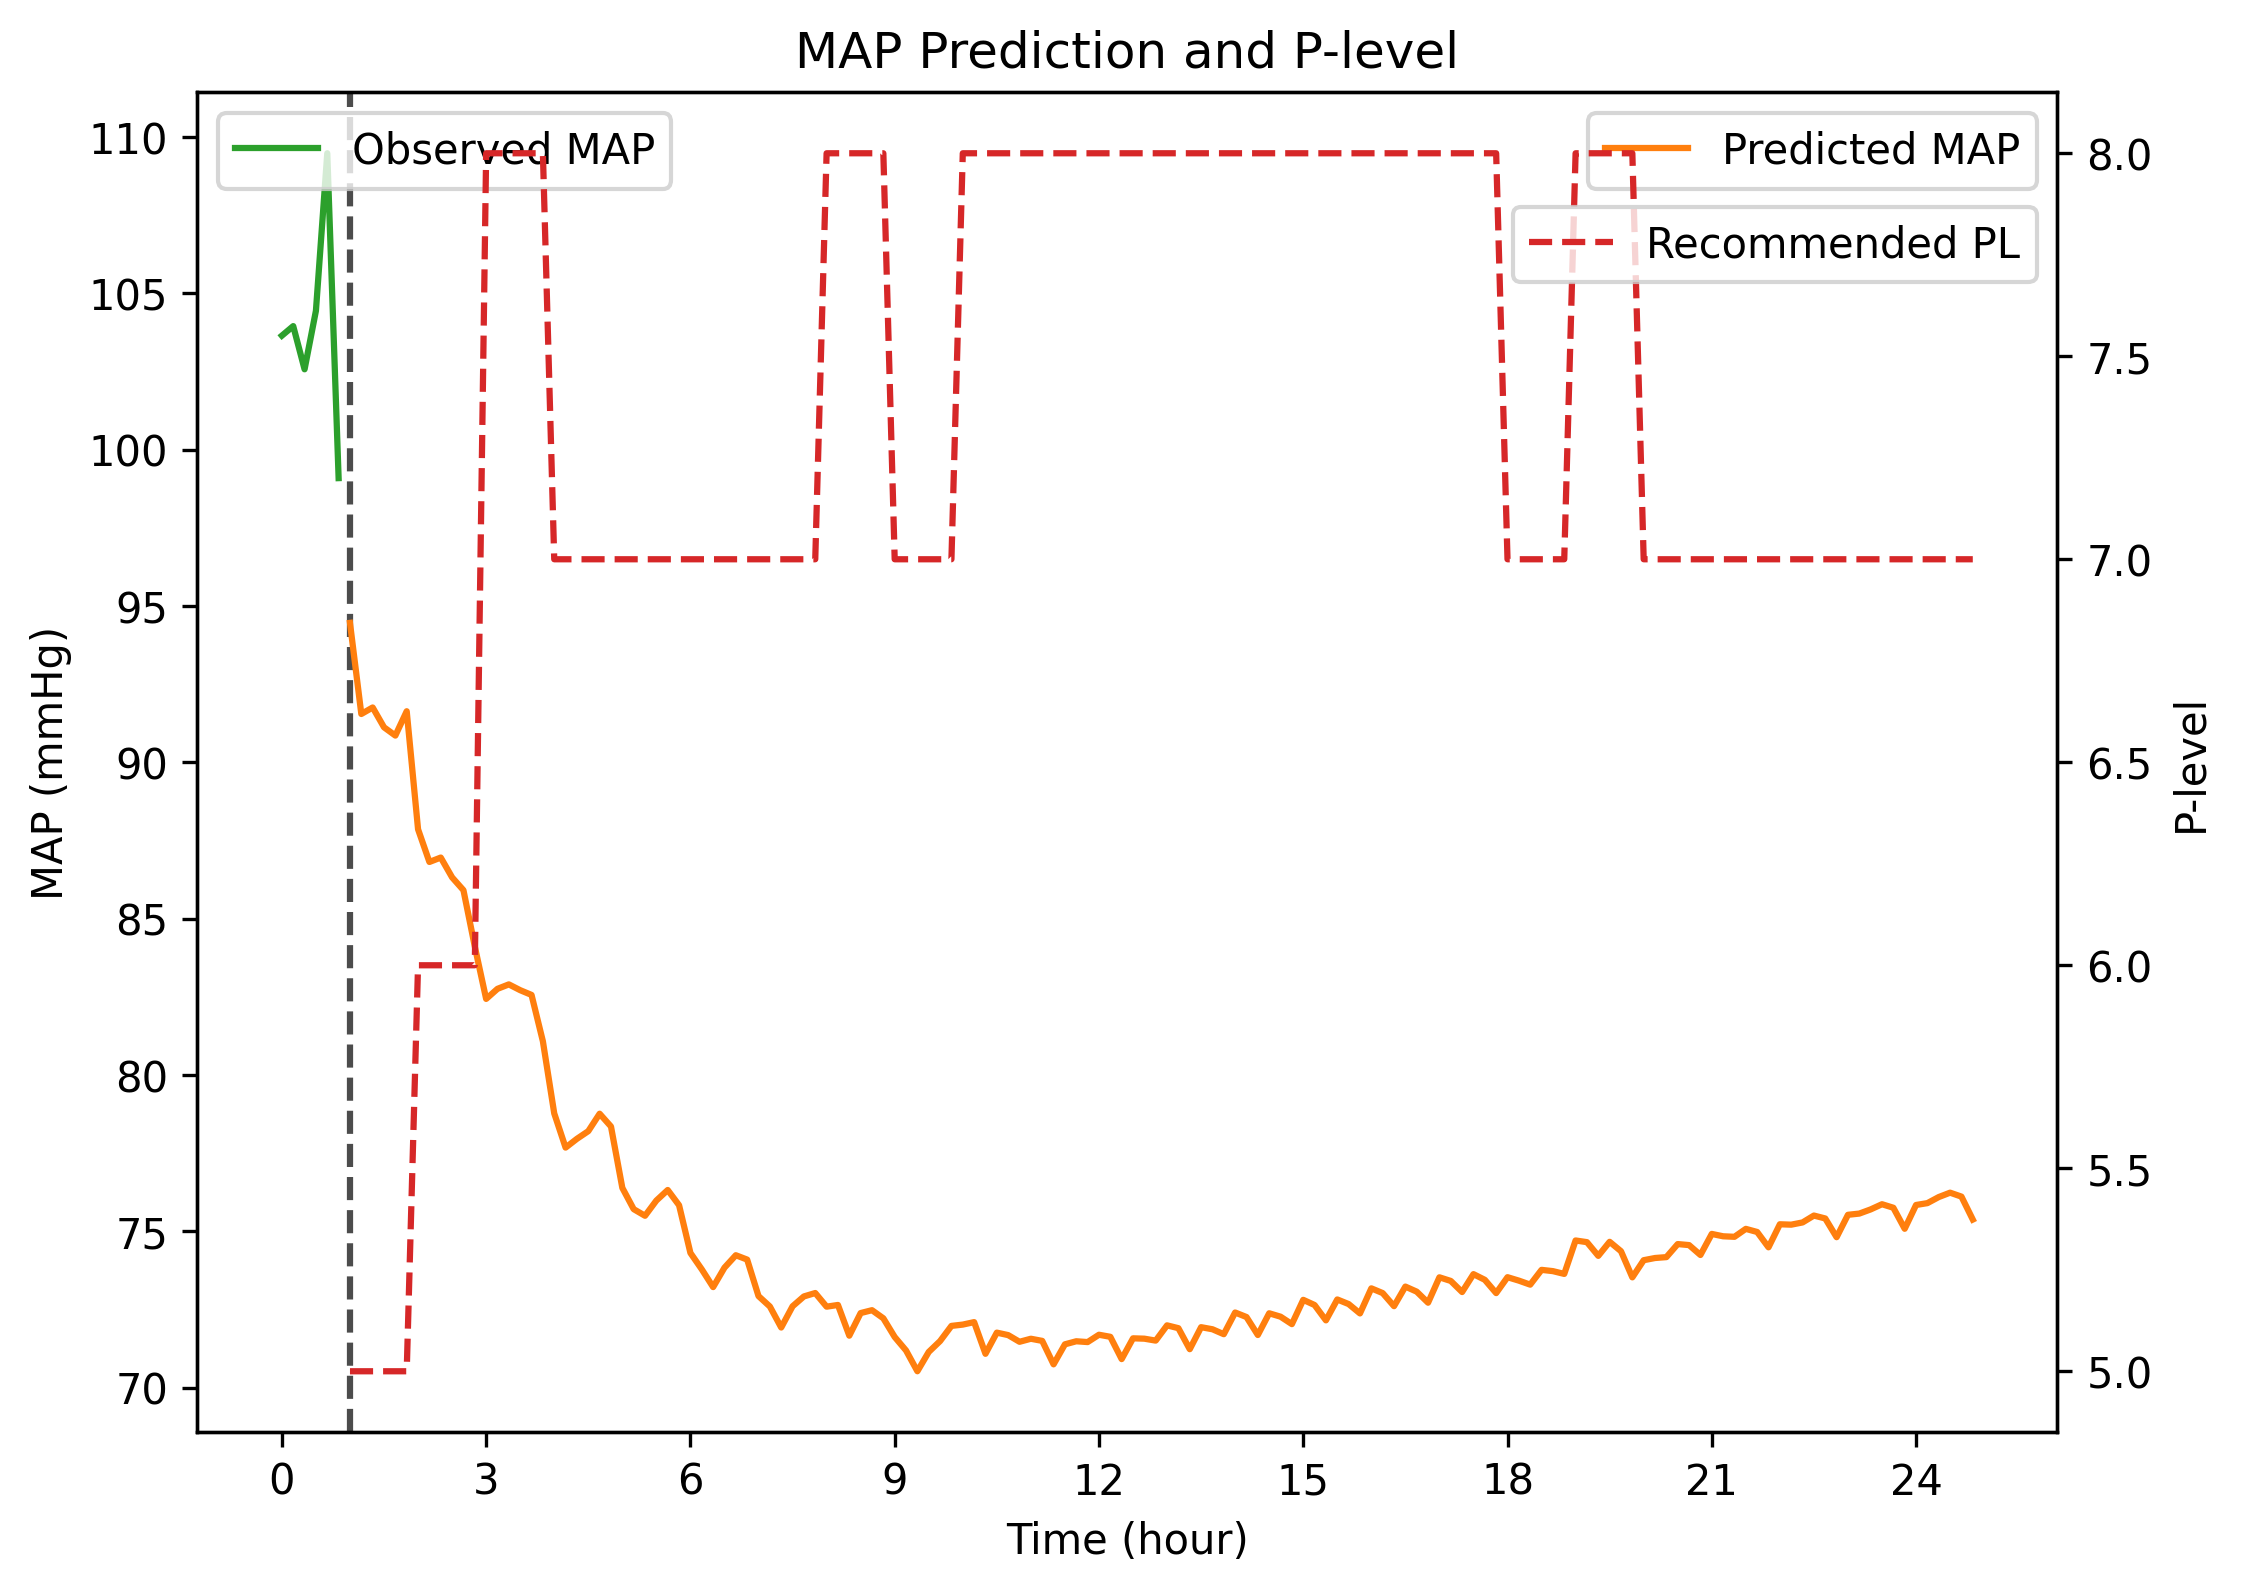 MAP Prediction and P-level
Observed MAP
Predicted MAP
Recommended PL
110
105
100
95
90
85
80
75
70
MAP (mmHg)
8.0
7.5
7.0
6.5
6.0
5.5
5.0
P-level
0 3 6 9 12 15 18 21 24
Time (hour)